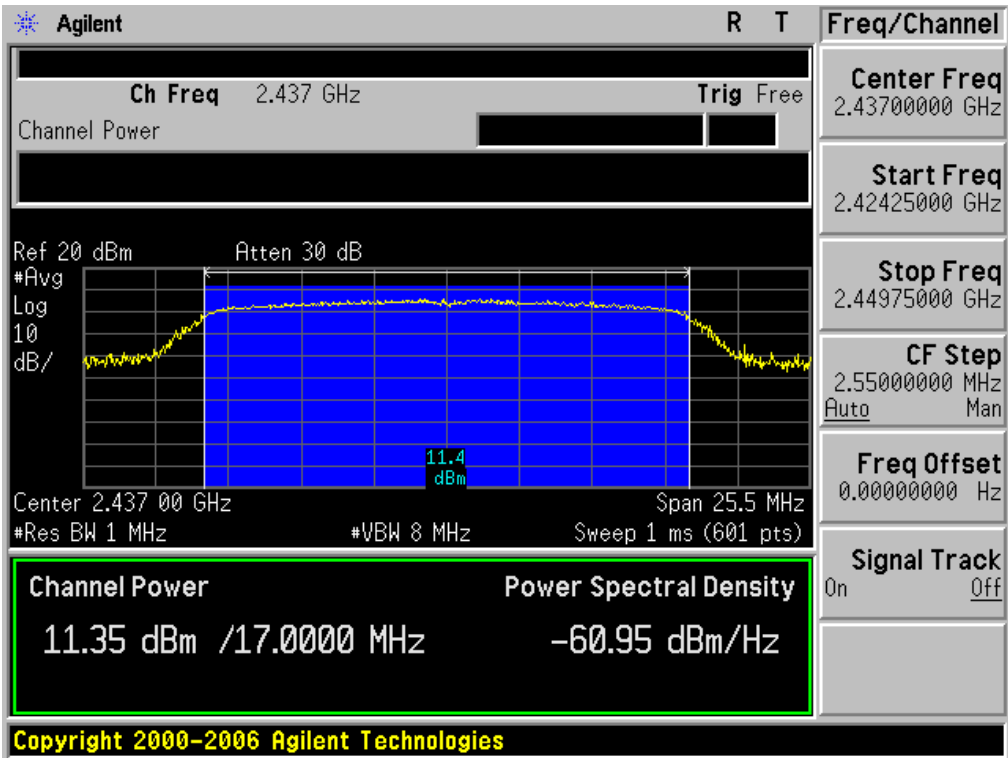 Agilent R T
Ch Freq 2.437 GHz Trig Free
Channel Power
Ref 20 dBm Atten 30 dB
#Avg
Log
10
dB/
11.4
dBm
Center 2.437 00 GHz Span 25.5 MHz
#Res BW 1 MHz #VBW 8 MHz Sweep 1 ms (601 pts)
Channel Power Power Spectral Density
11.35 dBm /17.0000 MHz -60.95 dBm/Hz
Copyright 2000-2006 Agilent Technologies
Freq/Channel
Center Freq
2.43700000 GHz
Start Freq
2.42425000 GHz
Stop Freq
2.44975000 GHz
CF Step
2.55000000 MHz
Auto Man
Freq Offset
0.00000000 Hz
Signal Track
On Off